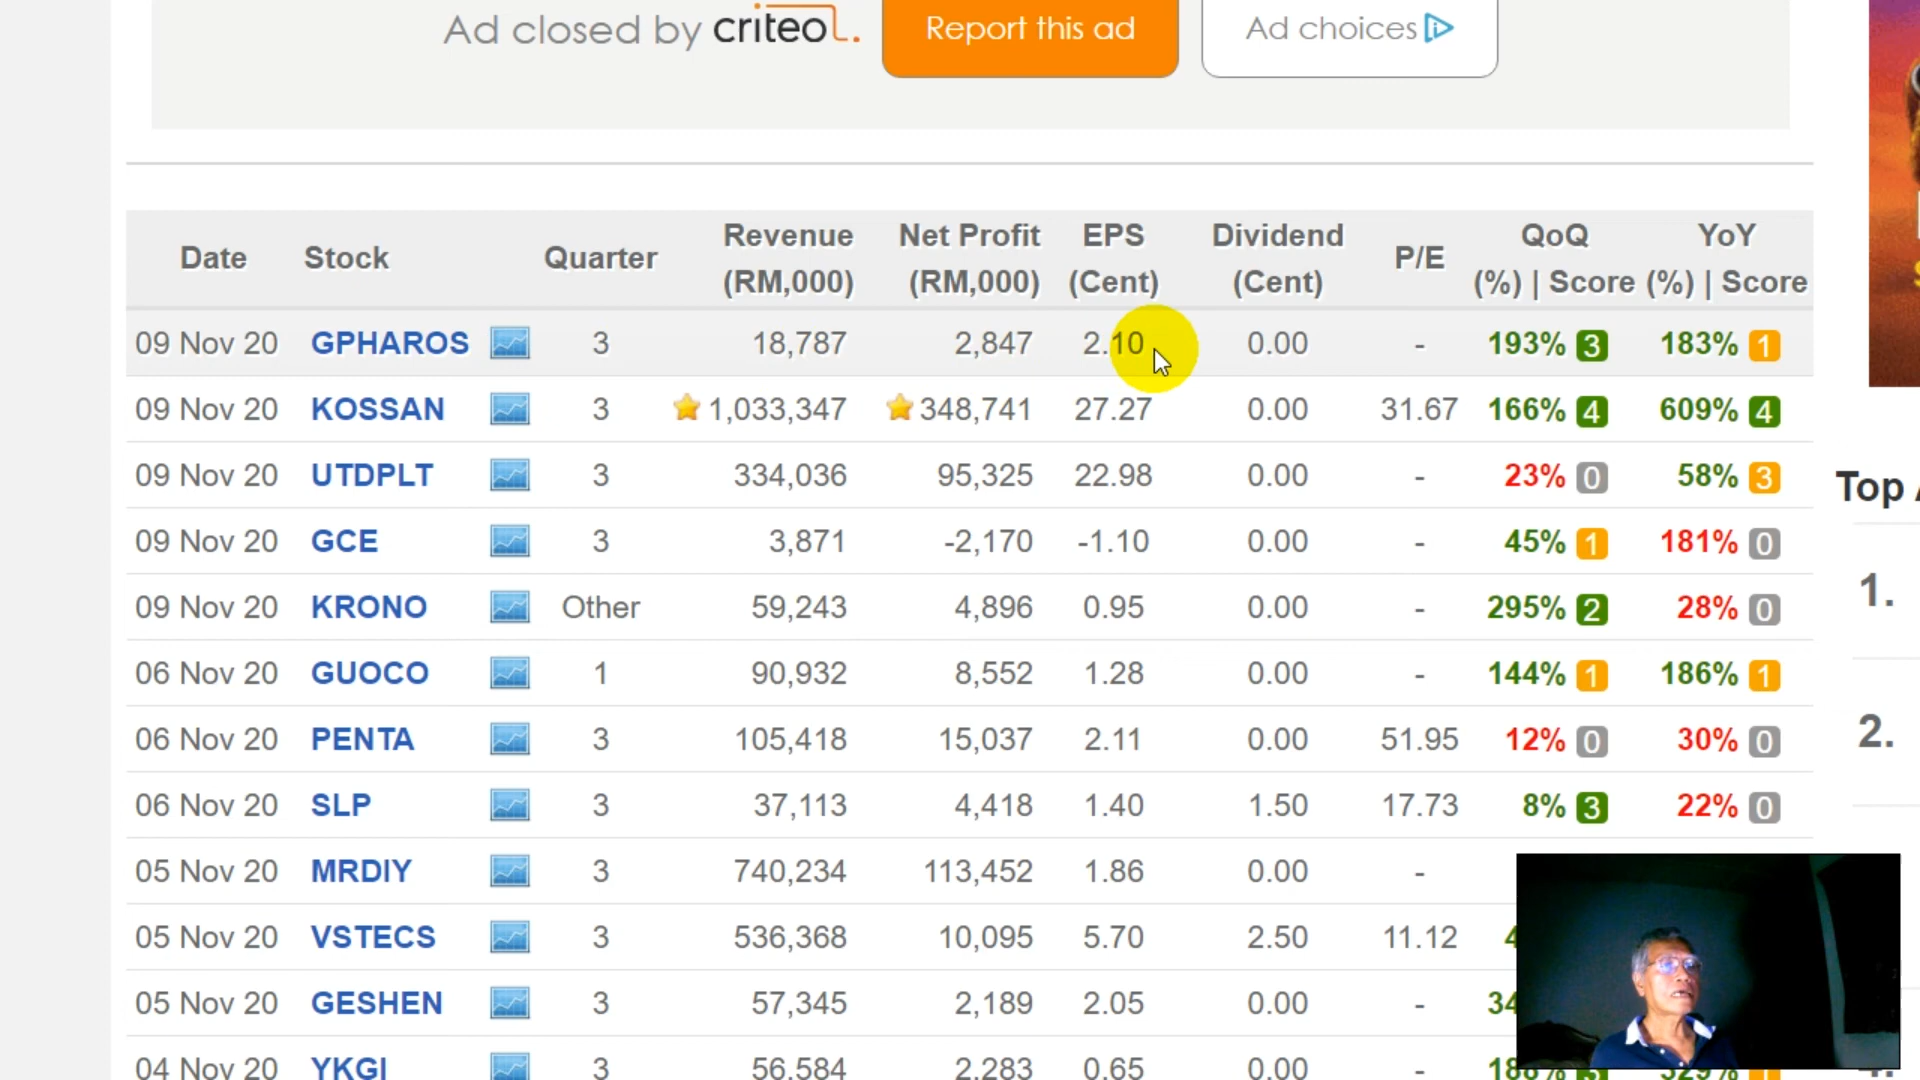 Ad closed by criteo. Report this ad Ad choices
Date Stock Quarter Revenue (RM,000) Net Profit (RM,000) EPS (Cent) Dividend (Cent) P/E QoQ (%) | Score YoY (%) | Score
09 Nov 20 GPHAROS 3 18,787 2,847 2.10 0.00 - 193% 3 183% 1
09 Nov 20 KOSSAN 3 1,033,347 348,741 27.27 0.00 31.67 166% 4 609% 4
09 Nov 20 UTDPLT 3 334,036 95,325 22.98 0.00 - 23% 0 58% 3
09 Nov 20 GCE 3 3,871 -2,170 -1.10 0.00 - 45% 1 181% 0
09 Nov 20 KRONO Other 59,243 4,896 0.95 0.00 - 295% 2 28% 0
06 Nov 20 GUOCO 1 90,932 8,552 1.28 0.00 - 144% 1 186% 1
06 Nov 20 PENTA 3 105,418 15,037 2.11 0.00 51.95 12% 0 30% 0
06 Nov 20 SLP 3 37,113 4,418 1.40 1.50 17.73 8% 3 22% 0
05 Nov 20 MRDIY 3 740,234 113,452 1.86 0.00 -
05 Nov 20 VSTECS 3 536,368 10,095 5.70 2.50 11.12
05 Nov 20 GESHEN 3 57,345 2,189 2.05 0.00 -
04 Nov 20 YKGI 3 56,584 2,283 0.65 0.00 -
Top
1.
2.